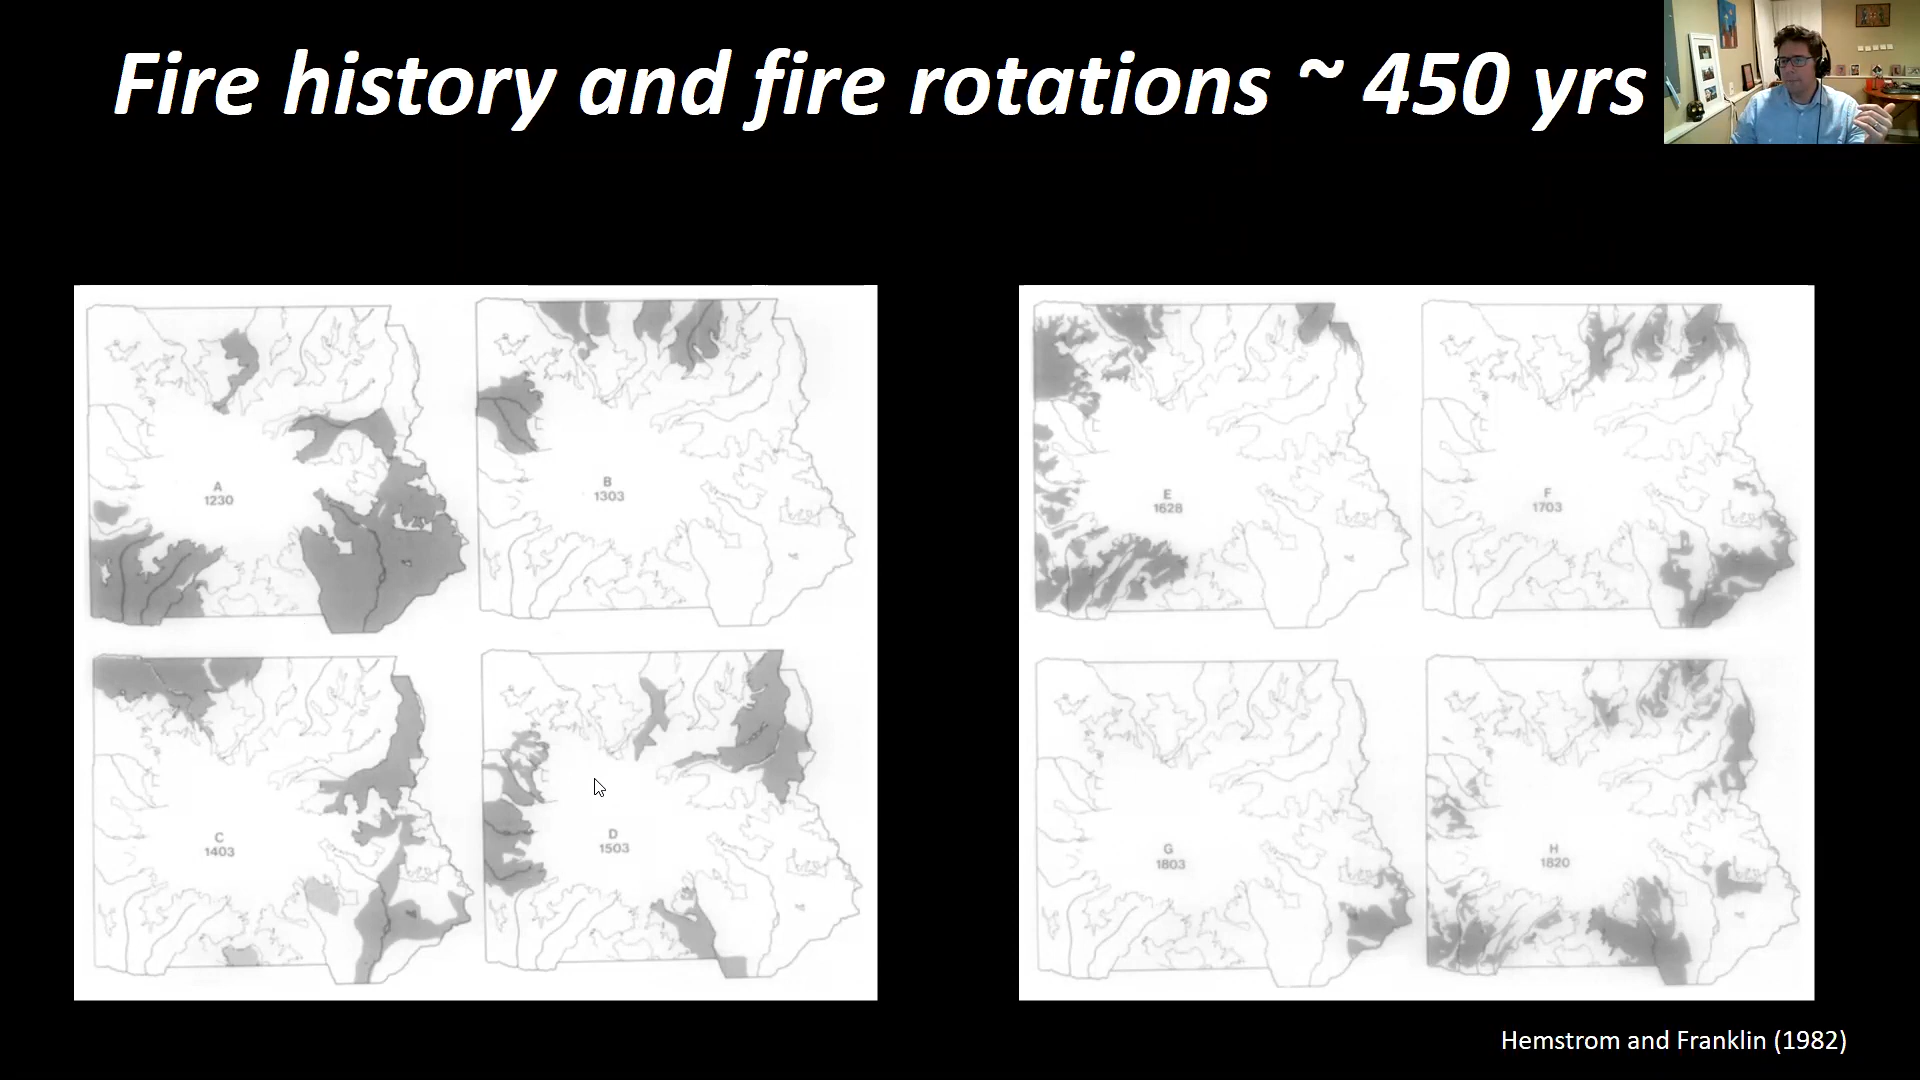 Fire history and fire rotations ~ 450 yrs
A
1230
B
1303
C
1403
D
1503
E
1628
F
1703
G
1803
H
1820
Hemstrom and Franklin (1982)